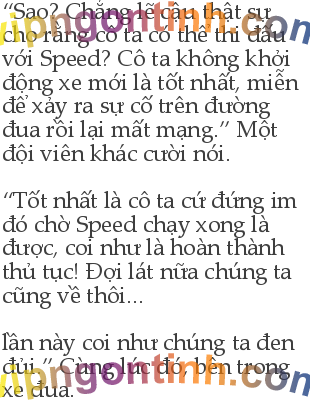 “Sao? Chẳng lẽ cậu thật sự
cho rằng cô ta có thể thi đấu
với Speed? Cô ta không khởi
động xe mới là tốt nhất, miễn
để xảy ra sự cố trên đường
đua rồi lại mất mạng.” Một
đội viên khác cười nói.
“Tốt nhất là cô ta cứ đứng im
đó chờ Speed chạy xong là
được, coi như là hoàn thành
thủ tục! Đợi lát nữa chúng ta
cũng về thôi...
lần này coi như chúng ta đen
đủi.” Cùng lúc đó, bên trong
xe đua.
vipngontinh.com
vipngontinh.com